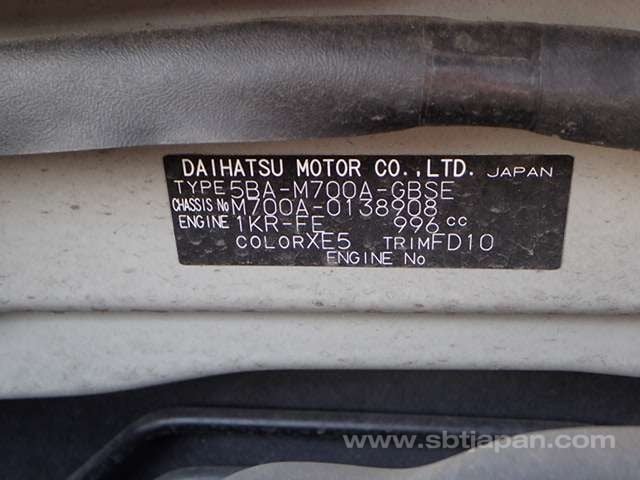 DAIHATSU MOTOR CO.,LTD. JAPAN
TYPE 5BA-M700A-GBSE
CHASSIS No M700A-0138908
ENGINE 1KR-FE 996 cc
COLOR XE5 TRIM FD10
ENGINE No
www.sbtjapan.com